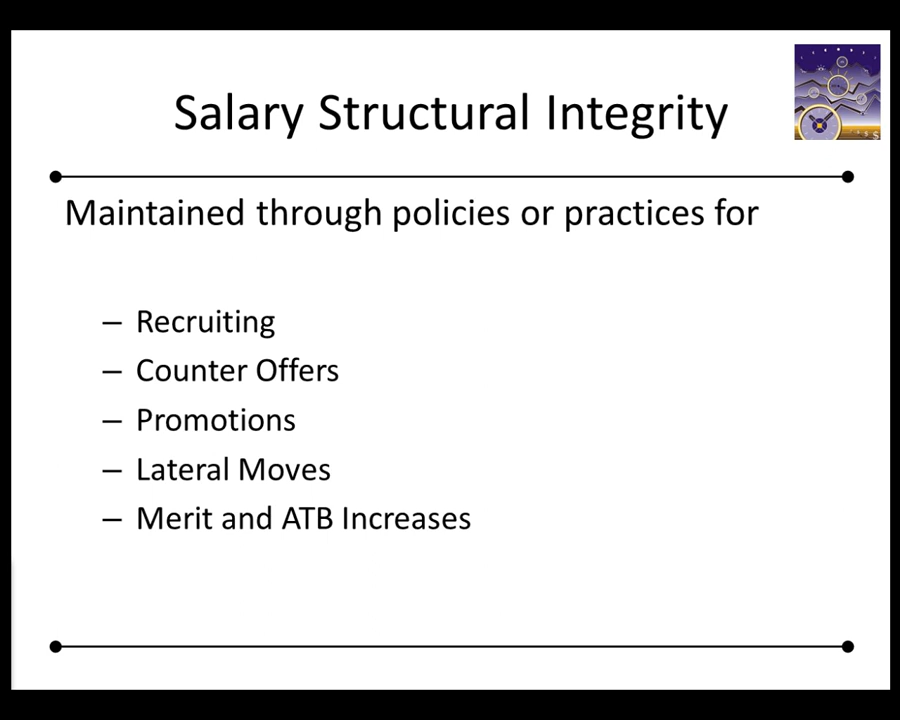 Salary Structural Integrity
Maintained through policies or practices for
– Recruiting
– Counter Offers
– Promotions
– Lateral Moves
– Merit and ATB Increases